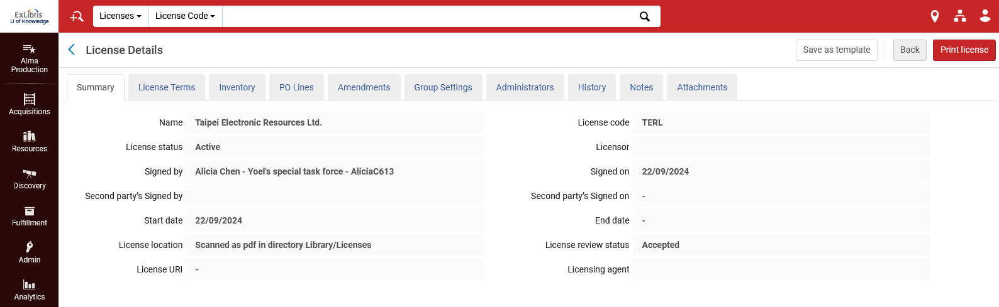 ExLibris
U of Knowledge
Licenses
License Code
Alma
Production
Acquisitions
Resources
Discovery
Fulfillment
Admin
Analytics
License Details
Save as template
Back
Print license
Summary
License Terms
Inventory
PO Lines
Amendments
Group Settings
Administrators
History
Notes
Attachments
Name Taipei Electronic Resources Ltd.
License code TERL
License status Active
Licensor
Signed by Alicia Chen - Yoel's special task force - AliciaC613
Signed on 22/09/2024
Second party’s Signed by
Second party’s Signed on -
Start date 22/09/2024
End date -
License location Scanned as pdf in directory Library/Licenses
License review status Accepted
License URI -
Licensing agent